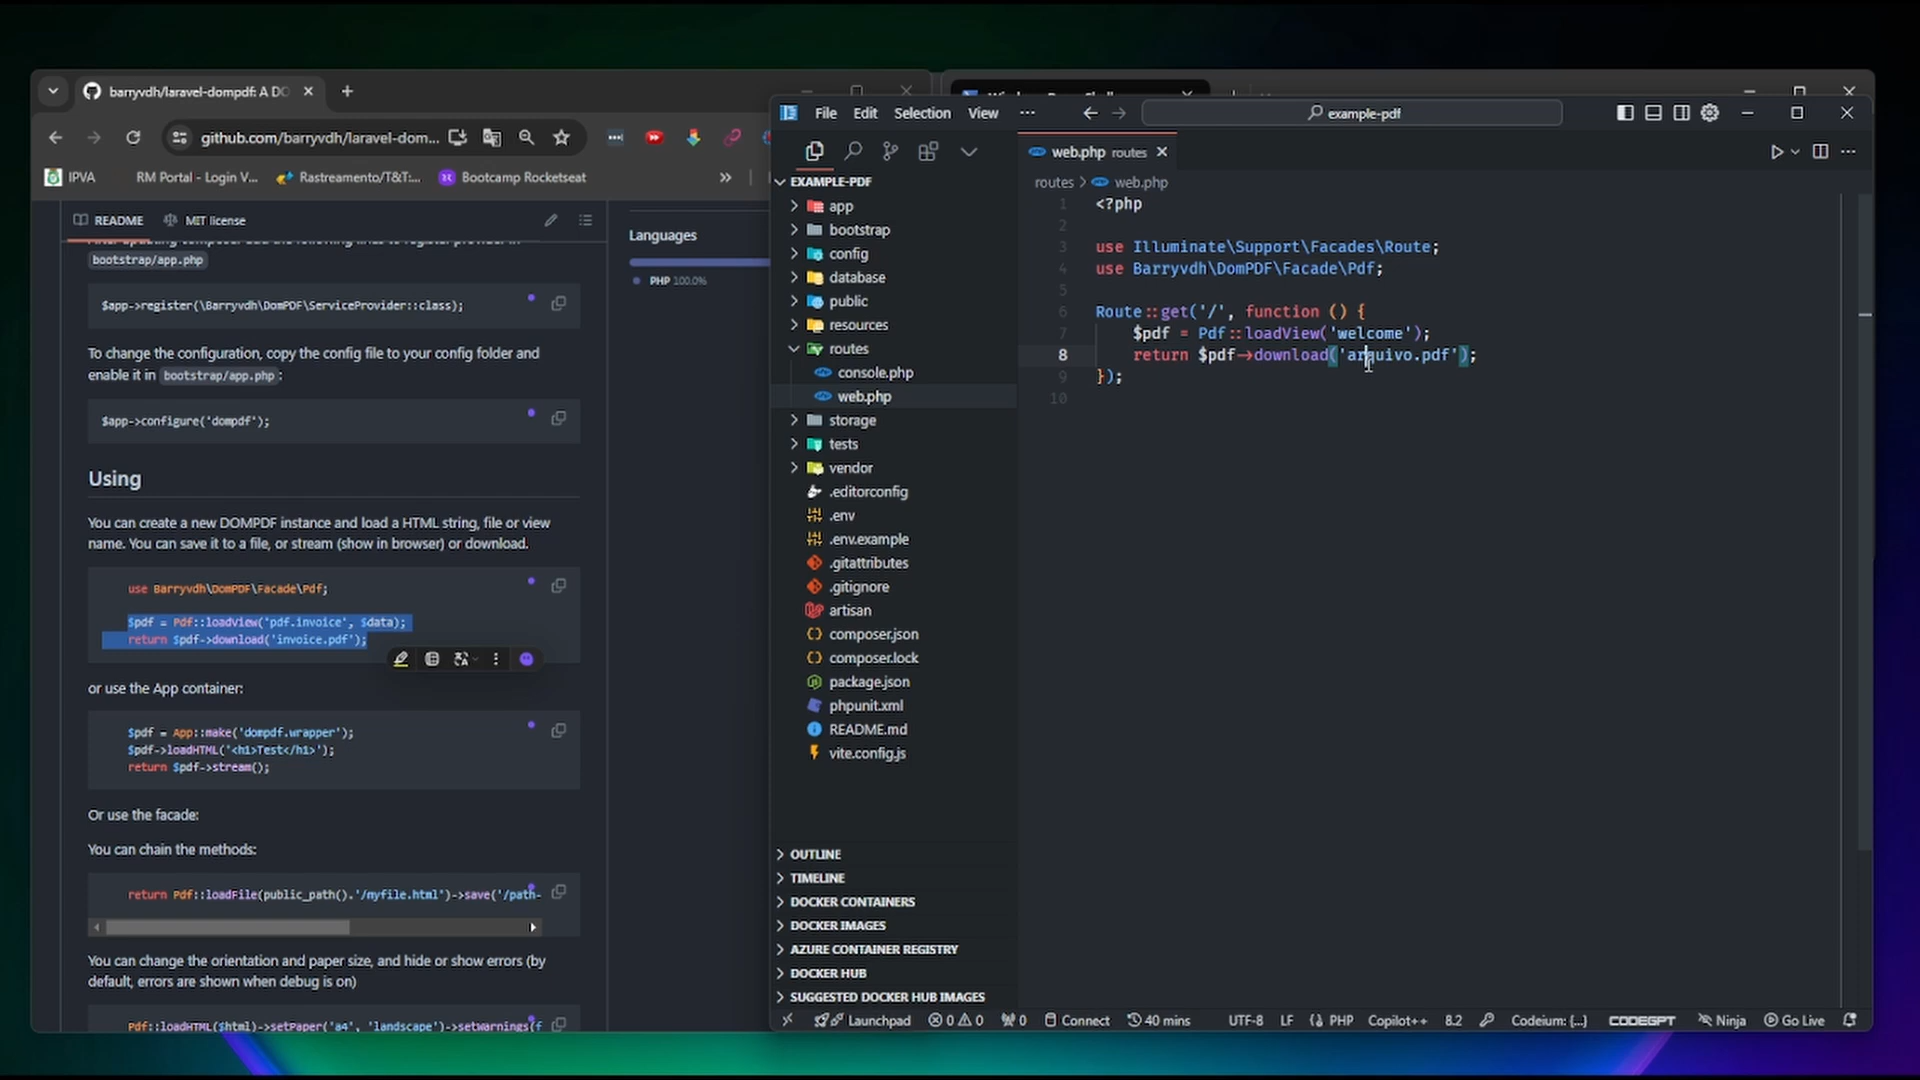 barryvdh/laravel-dompdf: A DO
github.com/barryvdh/laravel-dom...
IPVA
RM Portal - Login V...
Rastreamento/T&T:...
Bootcamp Rocketseat
»
README
MIT license
bootstrap/app.php
$app->register(\Barryvdh\DomPDF\ServiceProvider::class);
To change the configuration, copy the config file to your config folder and
enable it in bootstrap/app.php:
$app->configure('dompdf');
Using
You can create a new DOMPDF instance and load a HTML string, file or view
name. You can save it to a file, or stream (show in browser) or download.
use Barryvdh\DomPDF\Facade\Pdf;
$pdf = Pdf::loadView('pdf.invoice', $data);
return $pdf->download('invoice.pdf');
or use the App container:
$pdf = App::make('dompdf.wrapper');
$pdf->loadHTML('<h1>Test</h1>');
return $pdf->stream();
Or use the facade:
You can chain the methods:
return Pdf::loadFile(public_path().'/myfile.html')->save('/path-
You can change the orientation and paper size, and hide or show errors (by
default, errors are shown when debug is on)
Pdf::loadHTML($html)->setPaper('a4', 'landscape')->setWarnings(f
Languages
PHP 100.0%
File Edit Selection View ···
example-pdf
EXAMPLE-PDF
app
bootstrap
config
database
public
resources
routes
console.php
web.php
storage
tests
vendor
.editorconfig
.env
.env.example
.gitattributes
.gitignore
artisan
composer.json
composer.lock
package.json
phpunit.xml
README.md
vite.config.js
OUTLINE
TIMELINE
DOCKER CONTAINERS
DOCKER IMAGES
AZURE CONTAINER REGISTRY
DOCKER HUB
SUGGESTED DOCKER HUB IMAGES
web.php routes
routes > web.php
1 <?php
2
3 use Illuminate\Support\Facades\Route;
4 use Barryvdh\DomPDF\Facade\Pdf;
5
6 Route::get('/', function () {
7 $pdf = Pdf::loadView('welcome');
8 return $pdf->download('arquivo.pdf');
9 });
10
Launchpad 0 0 0 Connect 40 mins UTF-8 LF PHP Copilot++ 8.2 Codeium: {...} CODEGPT Ninja Go Live